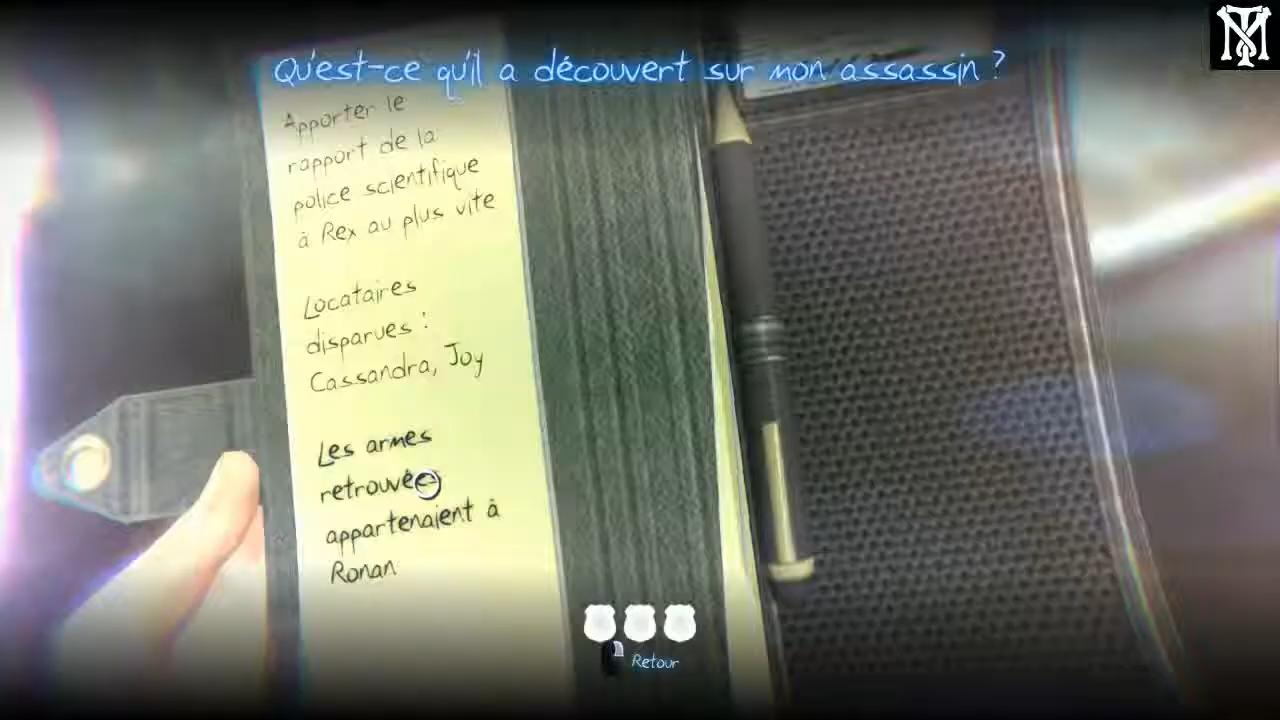 Qu'est-ce qu'il a découvert sur mon assassin ?
Apporter le
rapport de la
police scientifique
à Rex au plus vite
Locataires
disparues :
Cassandra, Joy
Les armes
retrouvée
appartenaient à
Ronan
Retour